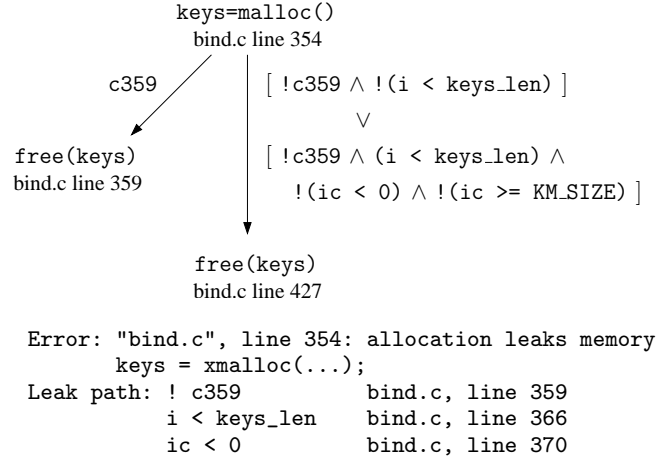 keys=malloc()
bind.c line 354
c359
[ !c359 ∧ !(i < keys_len) ]
∨
[ !c359 ∧ (i < keys_len) ∧
!(ic < 0) ∧ !(ic >= KM_SIZE) ]
free(keys)
bind.c line 359
free(keys)
bind.c line 427
Error: "bind.c", line 354: allocation leaks memory
keys = xmalloc(...);
Leak path: ! c359 bind.c, line 359
i < keys_len bind.c, line 366
ic < 0 bind.c, line 370